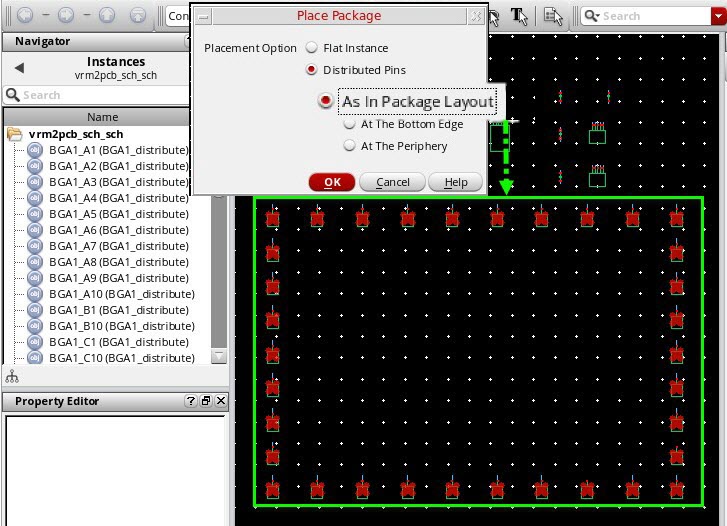 Con
Place Package
Search
Navigator
Placement Option
Flat Instance
Distributed Pins
As In Package Layout
At The Bottom Edge
At The Periphery
OK
Cancel
Help
Instances
vrm2pcb_sch_sch
Search
Name
vrm2pcb_sch_sch
BGA1_A1 (BGA1_distribute)
BGA1_A2 (BGA1_distribute)
BGA1_A3 (BGA1_distribute)
BGA1_A4 (BGA1_distribute)
BGA1_A5 (BGA1_distribute)
BGA1_A6 (BGA1_distribute)
BGA1_A7 (BGA1_distribute)
BGA1_A8 (BGA1_distribute)
BGA1_A9 (BGA1_distribute)
BGA1_A10 (BGA1_distribute)
BGA1_B1 (BGA1_distribute)
BGA1_B10 (BGA1_distribute)
BGA1_C1 (BGA1_distribute)
BGA1_C10 (BGA1_distribute)
Property Editor